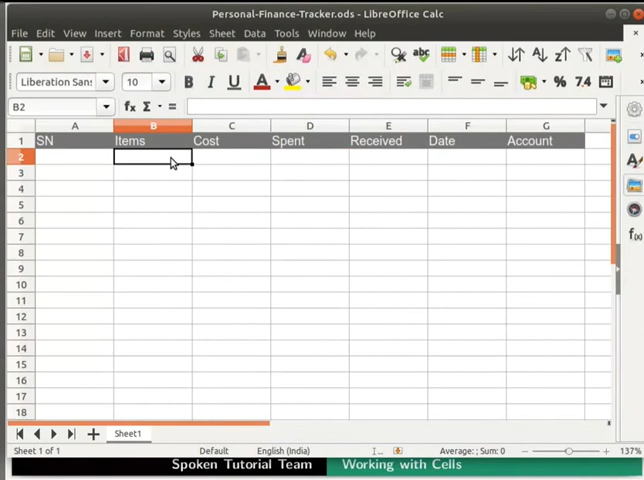 Personal-Finance-Tracker.ods - LibreOffice Calc
File Edit View Insert Format Styles Sheet Data Tools Window Help
Liberation Sans 10 B I U A % 7.4
B2 fx Σ =
A B C D E F G
1 SN Items Cost Spent Received Date Account
2
3
4
5
6
7
8
9
10
11
12
13
14
15
16
17
18
Sheet1
Sheet 1 of 1 Default English (India) Average: ; Sum: 0 137%
Spoken Tutorial Team Working with Cells